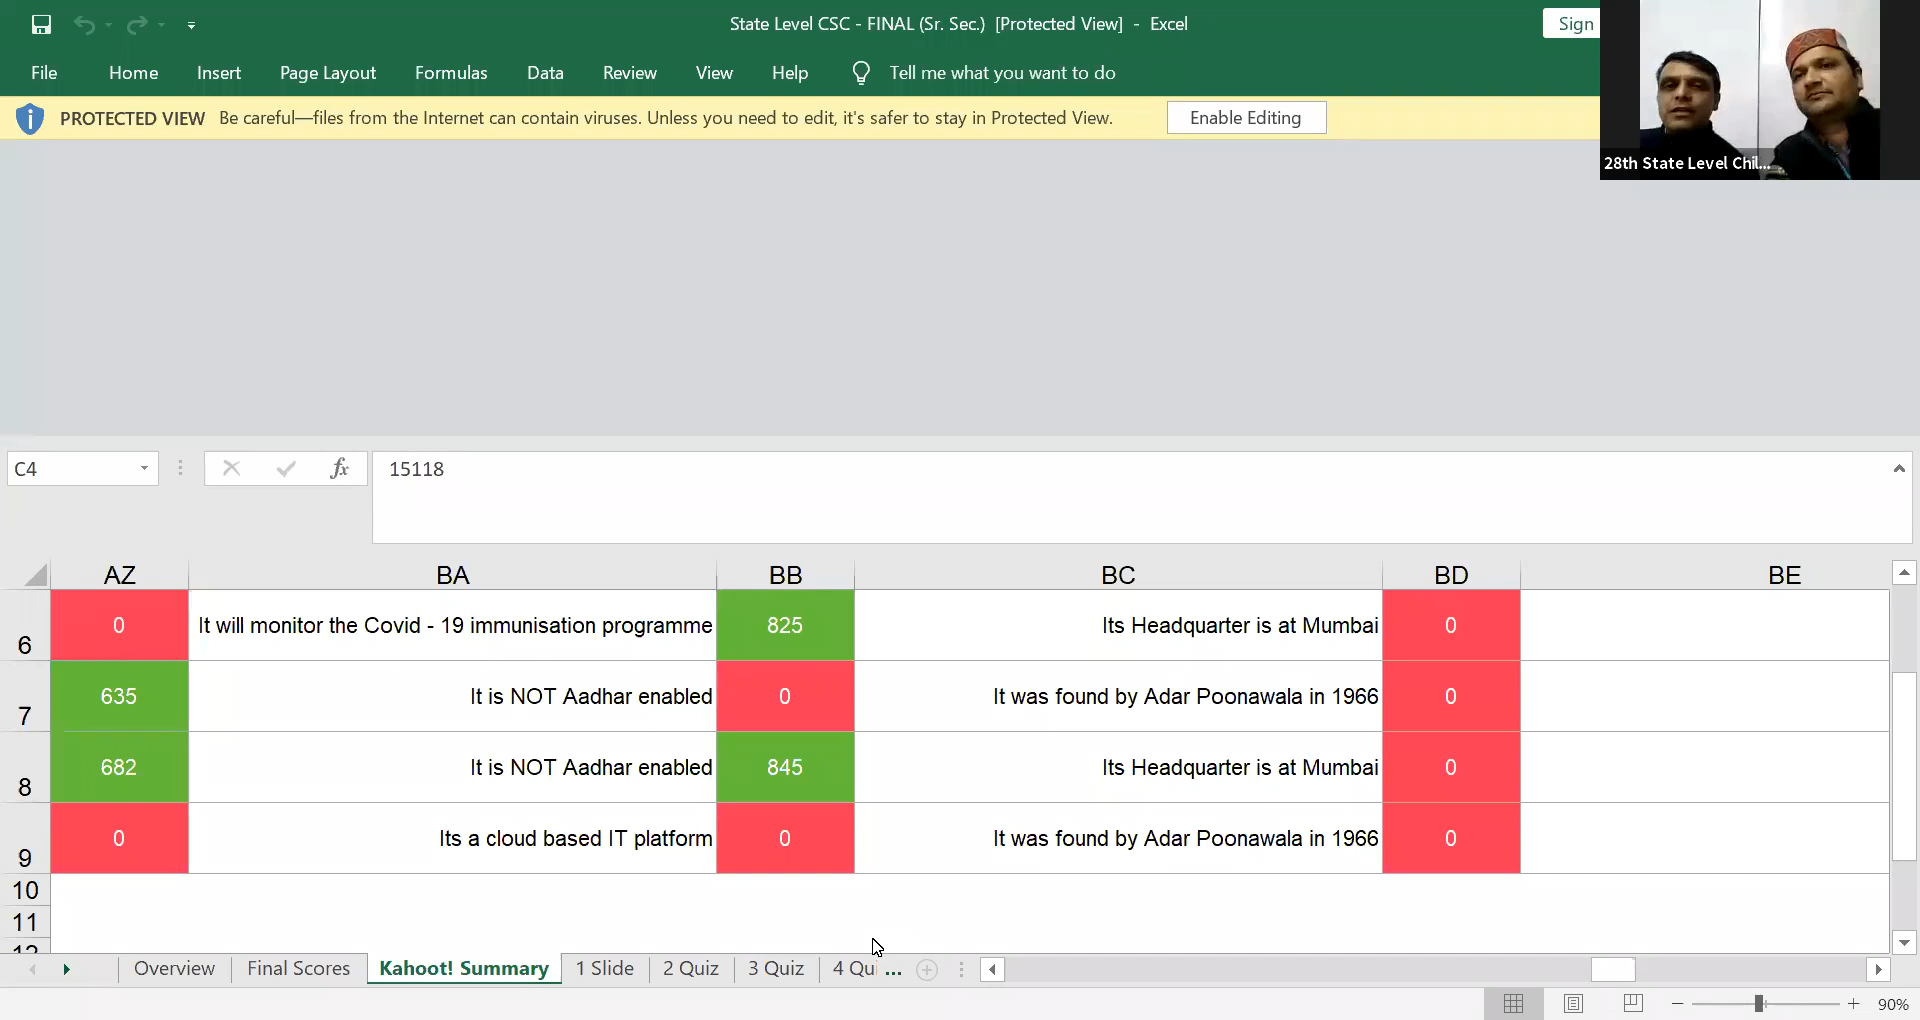 State Level CSC - FINAL (Sr. Sec.) [Protected View] - Excel
Sign
File Home Insert Page Layout Formulas Data Review View Help Tell me what you want to do
PROTECTED VIEW Be careful—files from the Internet can contain viruses. Unless you need to edit, it's safer to stay in Protected View. Enable Editing
28th State Level Chil...
C4 fx 15118
AZ BA BB BC BD BE
6 0 It will monitor the Covid - 19 immunisation programme 825 Its Headquarter is at Mumbai 0
7 635 It is NOT Aadhar enabled 0 It was found by Adar Poonawala in 1966 0
8 682 It is NOT Aadhar enabled 845 Its Headquarter is at Mumbai 0
9 0 Its a cloud based IT platform 0 It was found by Adar Poonawala in 1966 0
10
11
12
Overview Final Scores Kahoot! Summary 1 Slide 2 Quiz 3 Quiz 4 Qui ...
90%